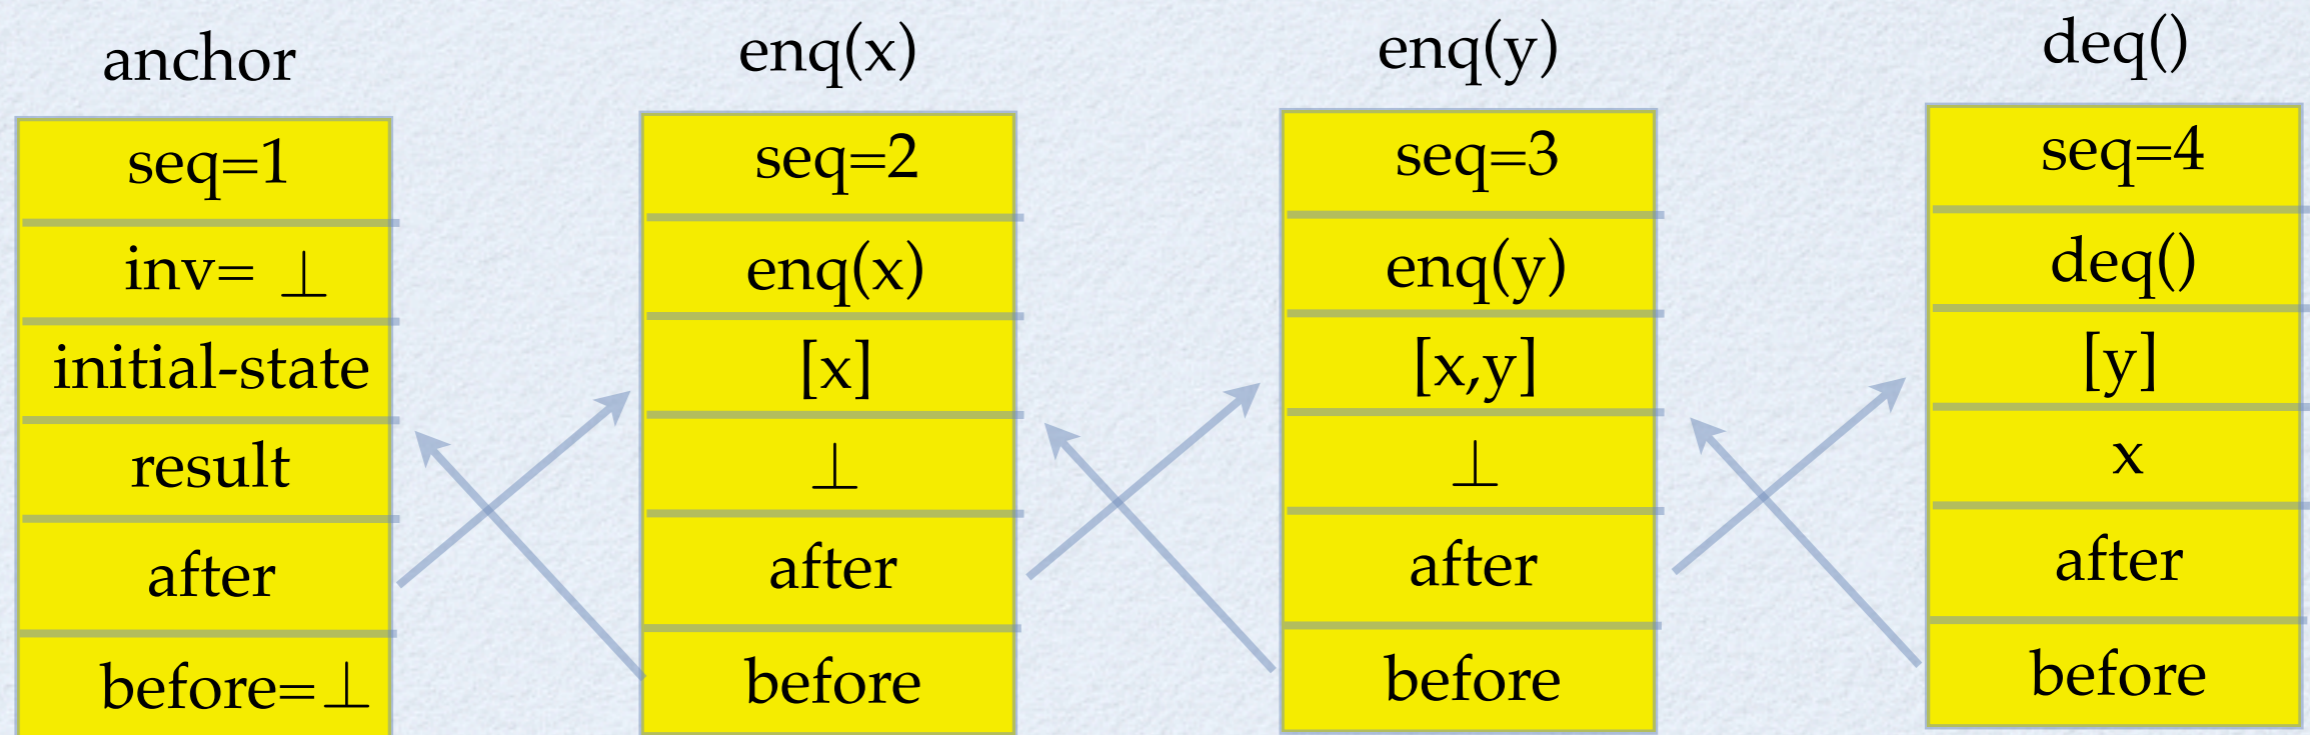 anchor
seq=1
inv= ⊥
initial-state
result
after
before=⊥
enq(x)
seq=2
enq(x)
[x]
⊥
after
before
enq(y)
seq=3
enq(y)
[x,y]
⊥
after
before
deq()
seq=4
deq()
[y]
x
after
before